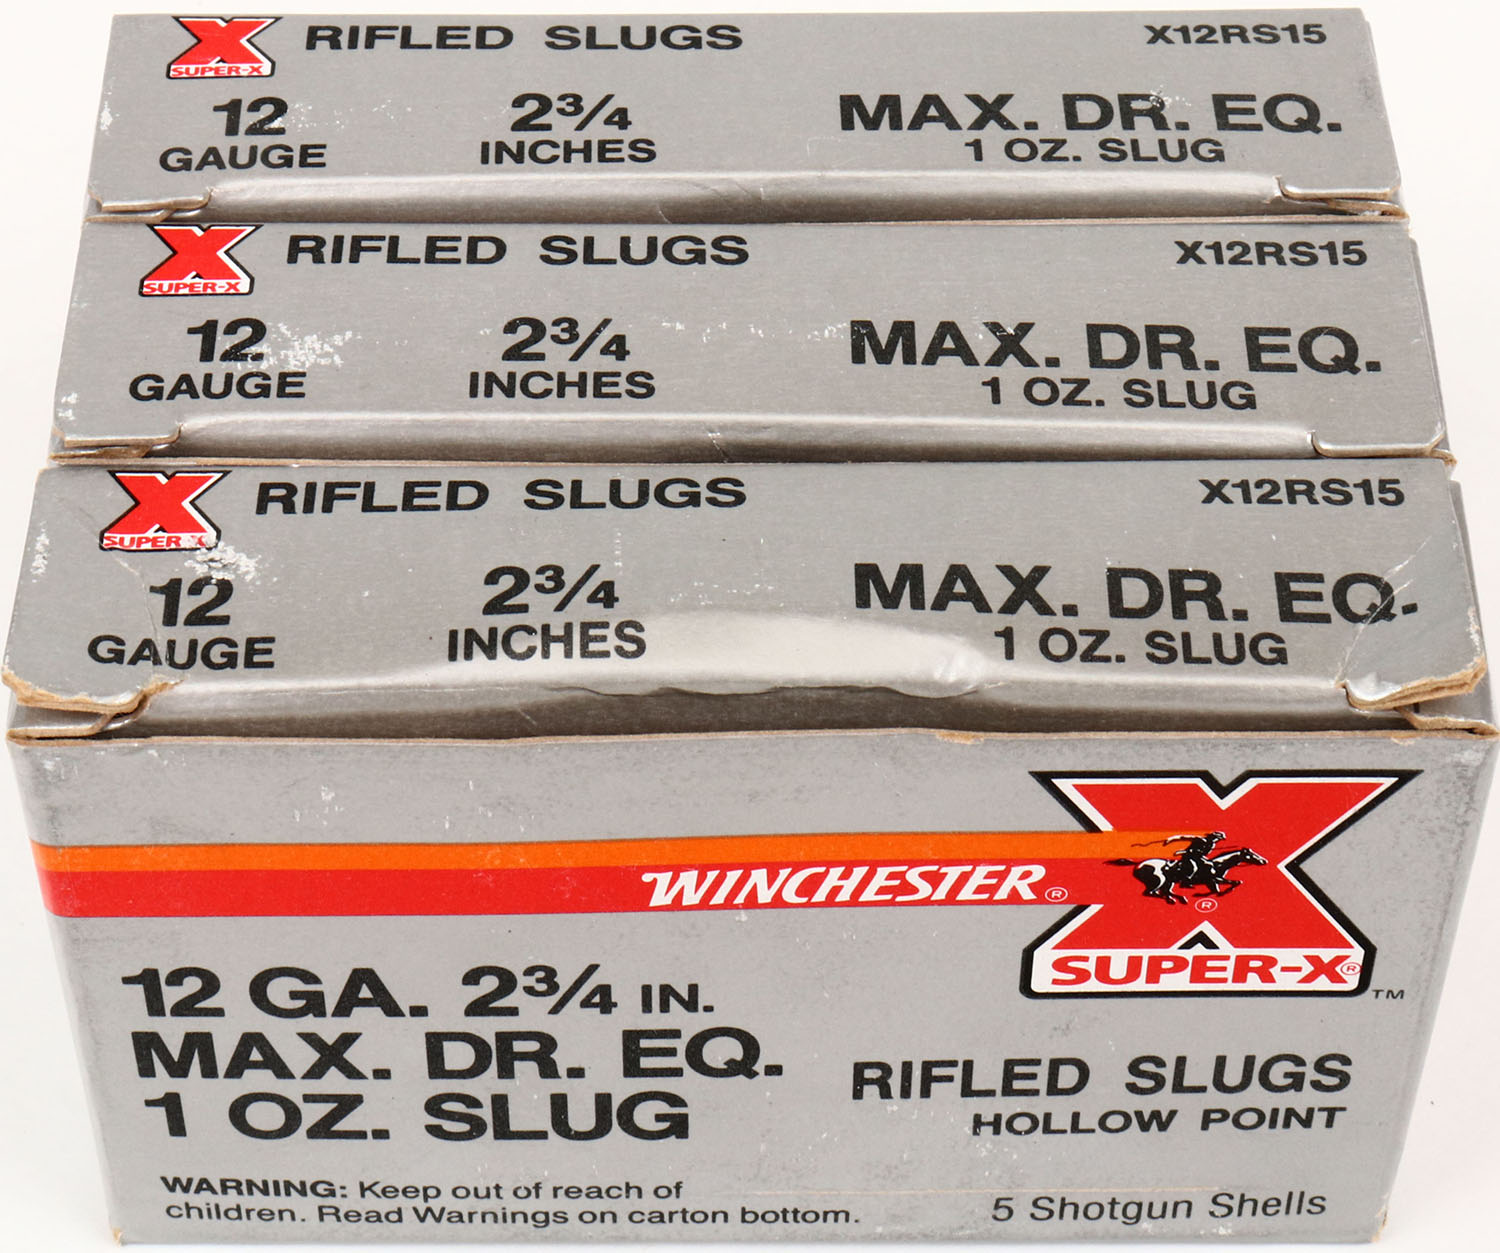 RIFLED SLUGS X12RS15
SUPER-X
12 2¾ MAX. DR. EQ.
GAUGE INCHES 1 OZ. SLUG
RIFLED SLUGS X12RS15
SUPER-X
12 2¾ MAX. DR. EQ.
GAUGE INCHES 1 OZ. SLUG
RIFLED SLUGS X12RS15
SUPER X
12 2¾ MAX. DR. EQ.
GAUGE INCHES 1 OZ. SLUG
WINCHESTER®
®
SUPER-X®
TM
12 GA. 2¾ IN.
MAX. DR. EQ.
1 OZ. SLUG
RIFLED SLUGS
HOLLOW POINT
WARNING: Keep out of reach of
children. Read Warnings on carton bottom.
5 Shotgun Shells